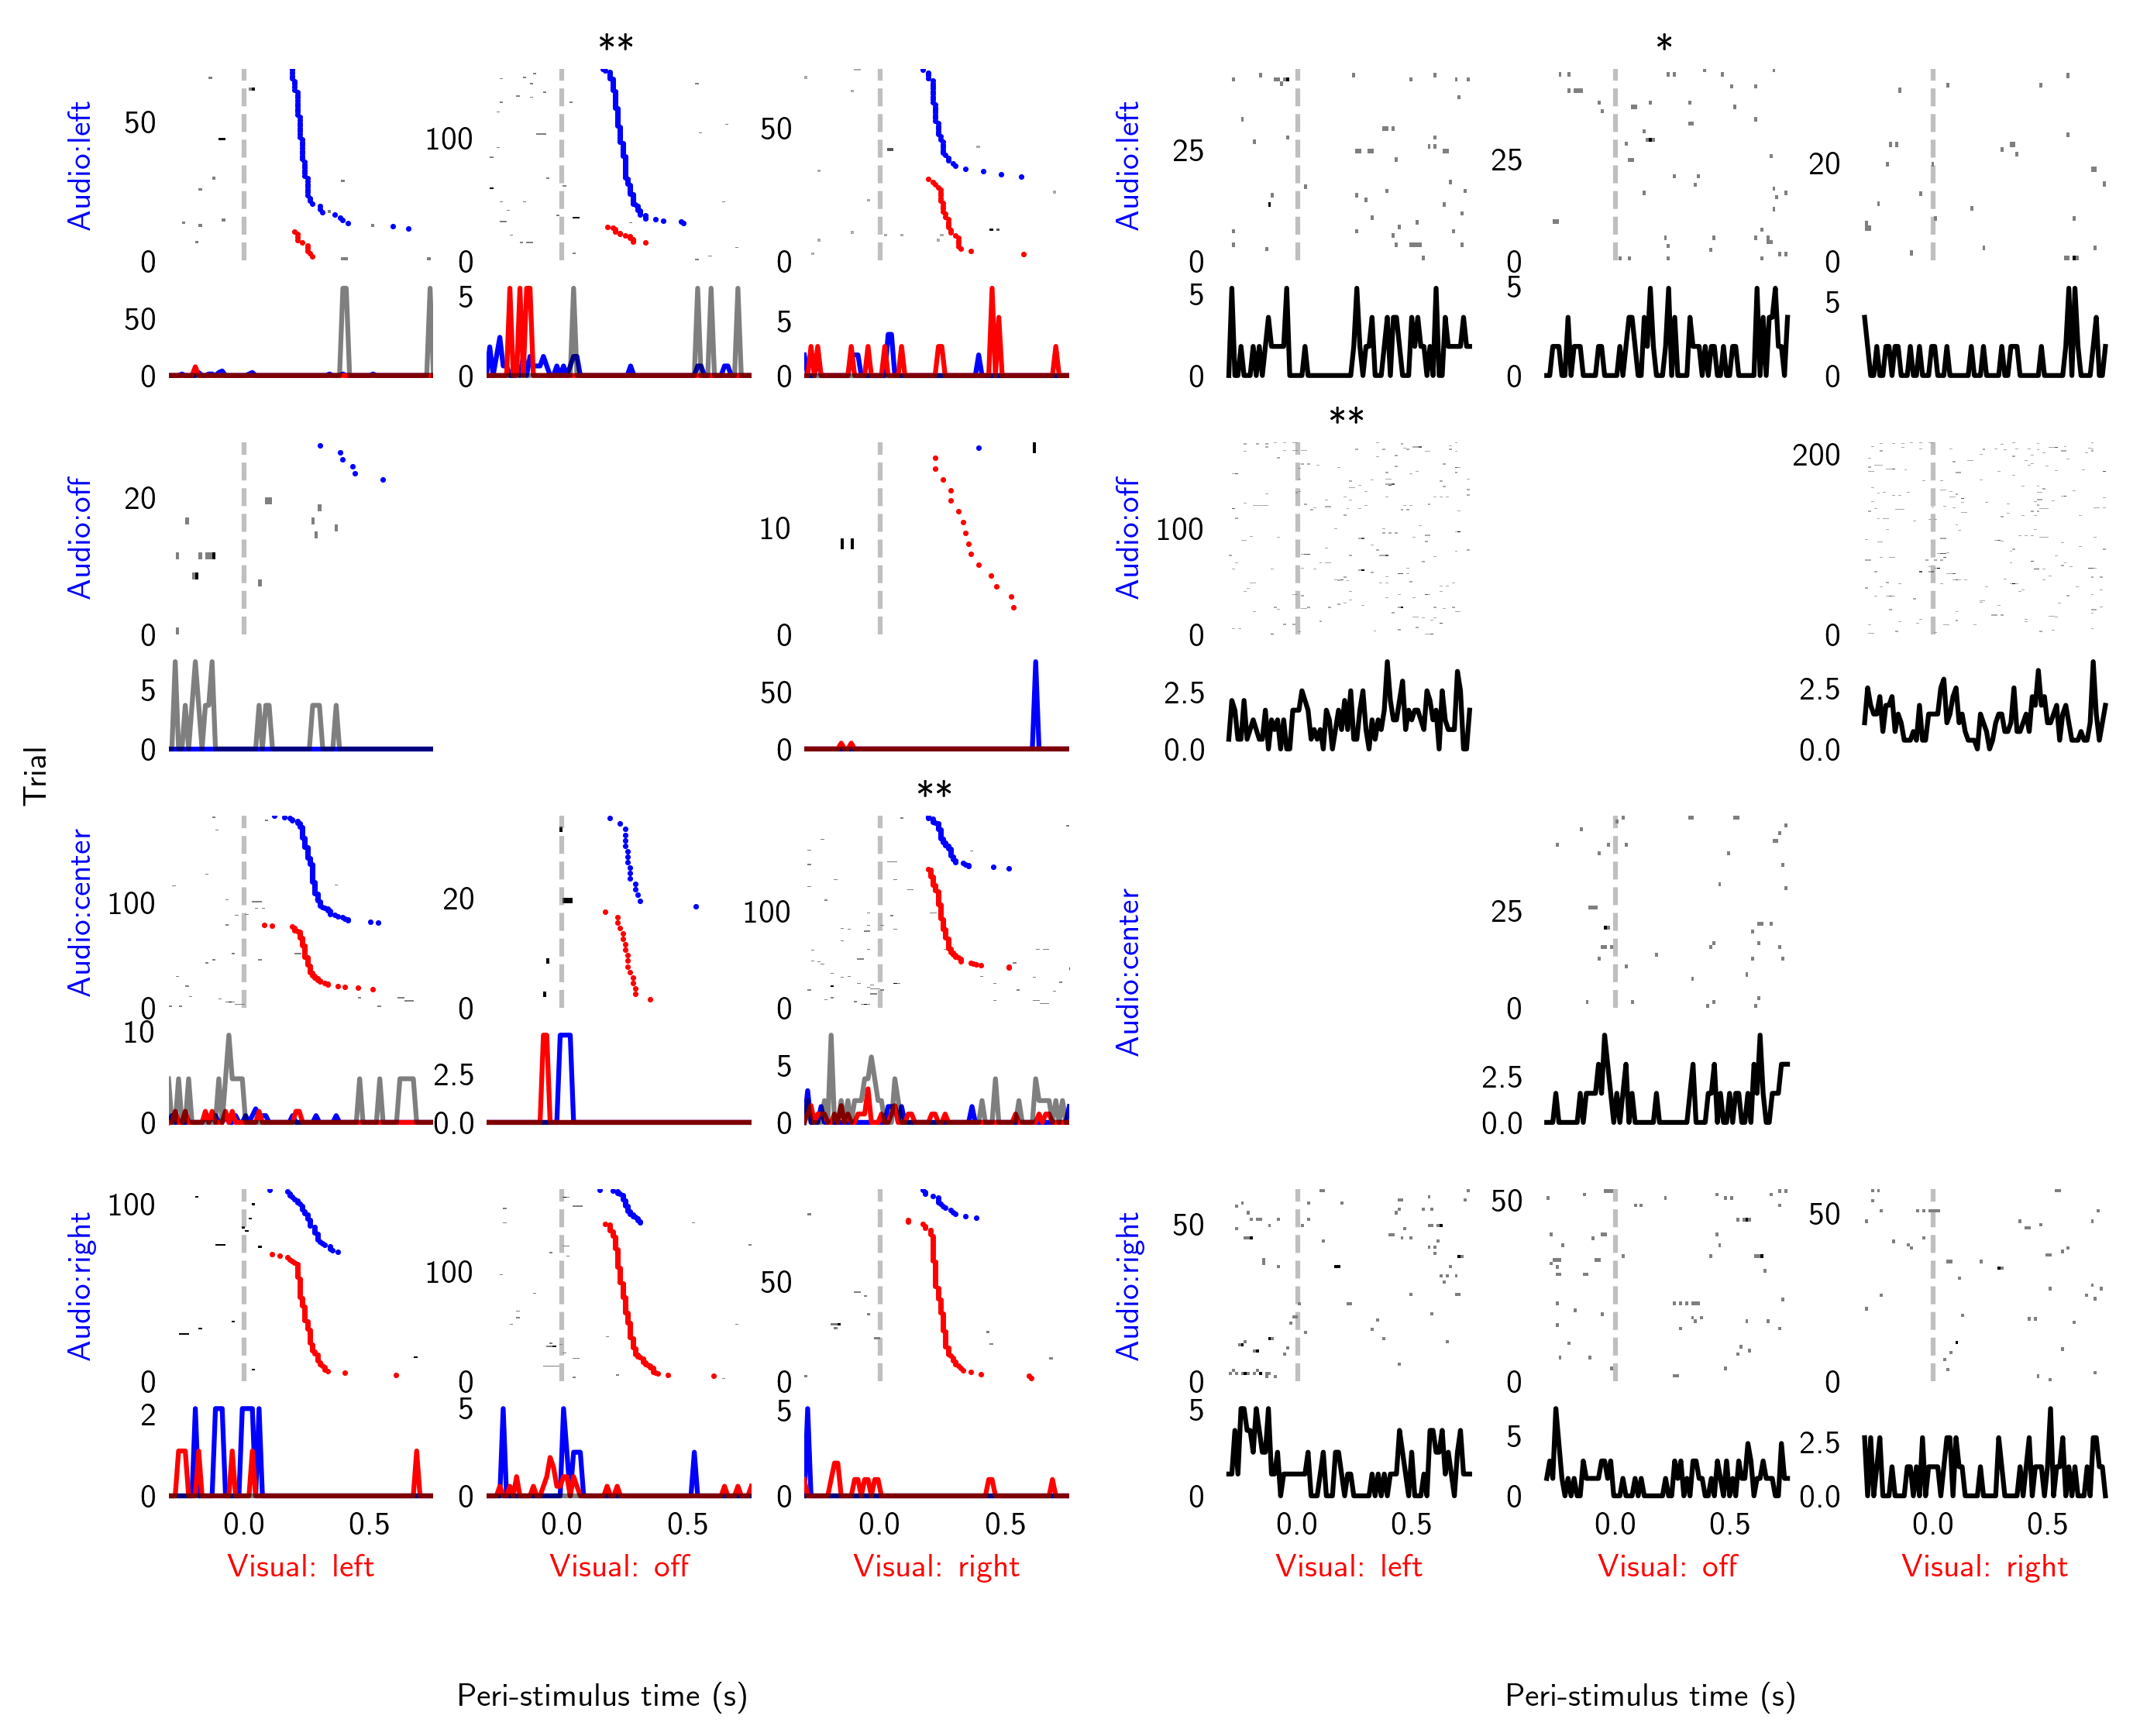 ** *
Audio:left 50 0 100 0 50 0 Audio:left 25 0 25 0 20 0
50 0 5 0 5 0 5 0 5 0 5 0
**
Audio:off 20 0 10 0 Audio:off 100 0 200 0
5 0 50 0 2.5 0.0 2.5 0.0
Trial
**
Audio:center 100 0 20 0 100 0 Audio:center 25 0
10 0 2.5 0.0 5 0 2.5 0.0
Audio:right 100 0 100 0 50 0 Audio:right 50 0 50 0 50 0
2 0 5 0 5 0 5 0 5 0 2.5 0.0
0.0 0.5 0.0 0.5 0.0 0.5 0.0 0.5 0.0 0.5 0.0 0.5
Visual: left Visual: off Visual: right Visual: left Visual: off Visual: right
Peri-stimulus time (s) Peri-stimulus time (s)